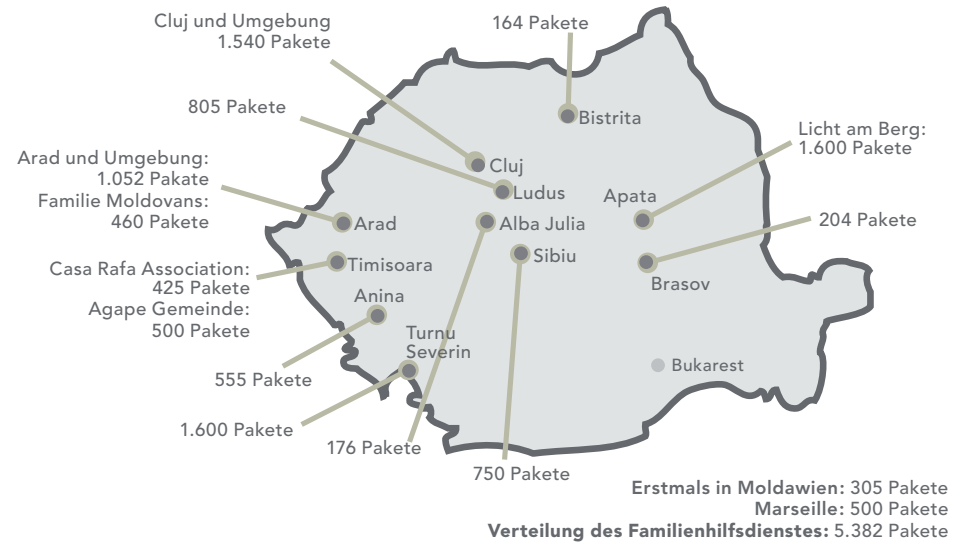 Cluj und Umgebung
1.540 Pakete
164 Pakete
805 Pakete
Bistrita
Licht am Berg:
1.600 Pakete
Arad und Umgebung:
1.052 Pakate
Familie Moldovans:
460 Pakete
Cluj
Ludus
Apata
Arad
Alba Julia
204 Pakete
Sibiu
Timisoara
Casa Rafa Association:
425 Pakete
Agape Gemeinde:
500 Pakete
Brasov
Anina
Turnu
Severin
Bukarest
555 Pakete
1.600 Pakete
176 Pakete
750 Pakete
Erstmals in Moldawien: 305 Pakete
Marseille: 500 Pakete
Verteilung des Familienhilfsdienstes: 5.382 Pakete